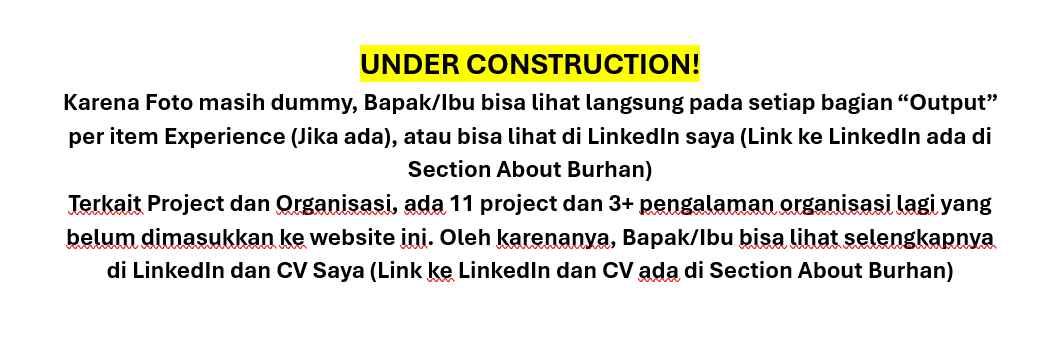 UNDER CONSTRUCTION!
Karena Foto masih dummy, Bapak/Ibu bisa lihat langsung pada setiap bagian “Output”
per item Experience (Jika ada), atau bisa lihat di LinkedIn saya (Link ke LinkedIn ada di
Section About Burhan)
Terkait Project dan Organisasi, ada 11 project dan 3+ pengalaman organisasi lagi yang
belum dimasukkan ke website ini. Oleh karenanya, Bapak/Ibu bisa lihat selengkapnya
di LinkedIn dan CV Saya (Link ke LinkedIn dan CV ada di Section About Burhan)